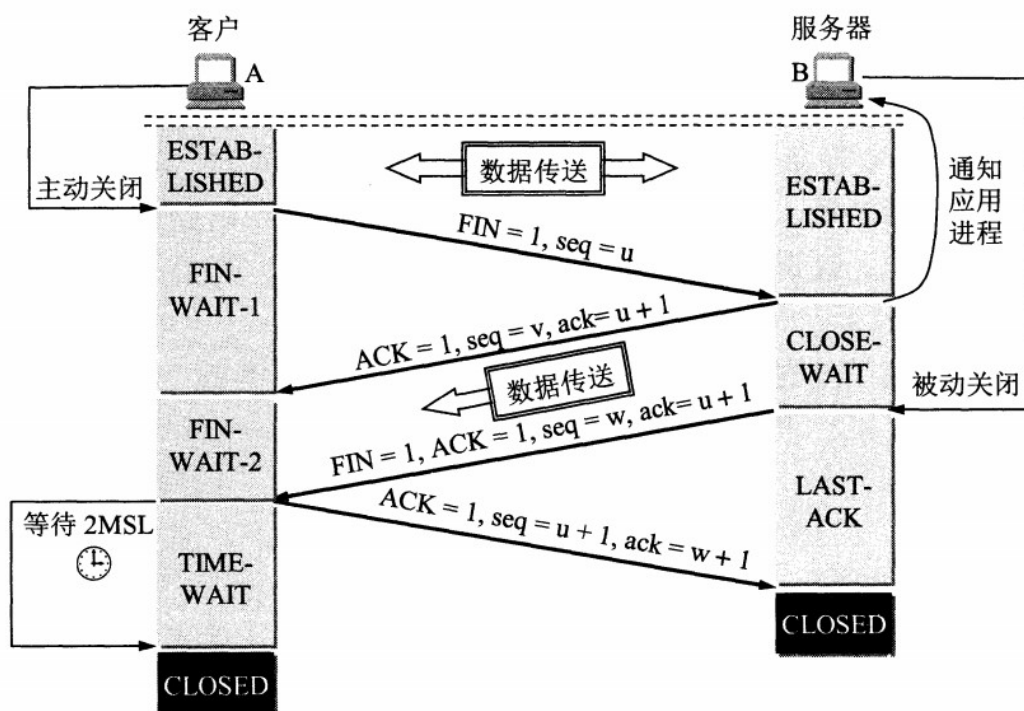 客户
服务器
A
B
ESTAB-
LISHED
数据传送
通知
应用
进程
主动关闭
ESTAB-
LISHED
FIN = 1, seq = u
FIN-
WAIT-1
ACK = 1, seq = v, ack= u + 1
CLOSE-
WAIT
数据传送
被动关闭
FIN-
WAIT-2
FIN = 1, ACK = 1, seq = w, ack= u + 1
LAST-
ACK
等待 2MSL
ACK = 1, seq = u + 1, ack = w + 1
TIME-
WAIT
CLOSED
CLOSED